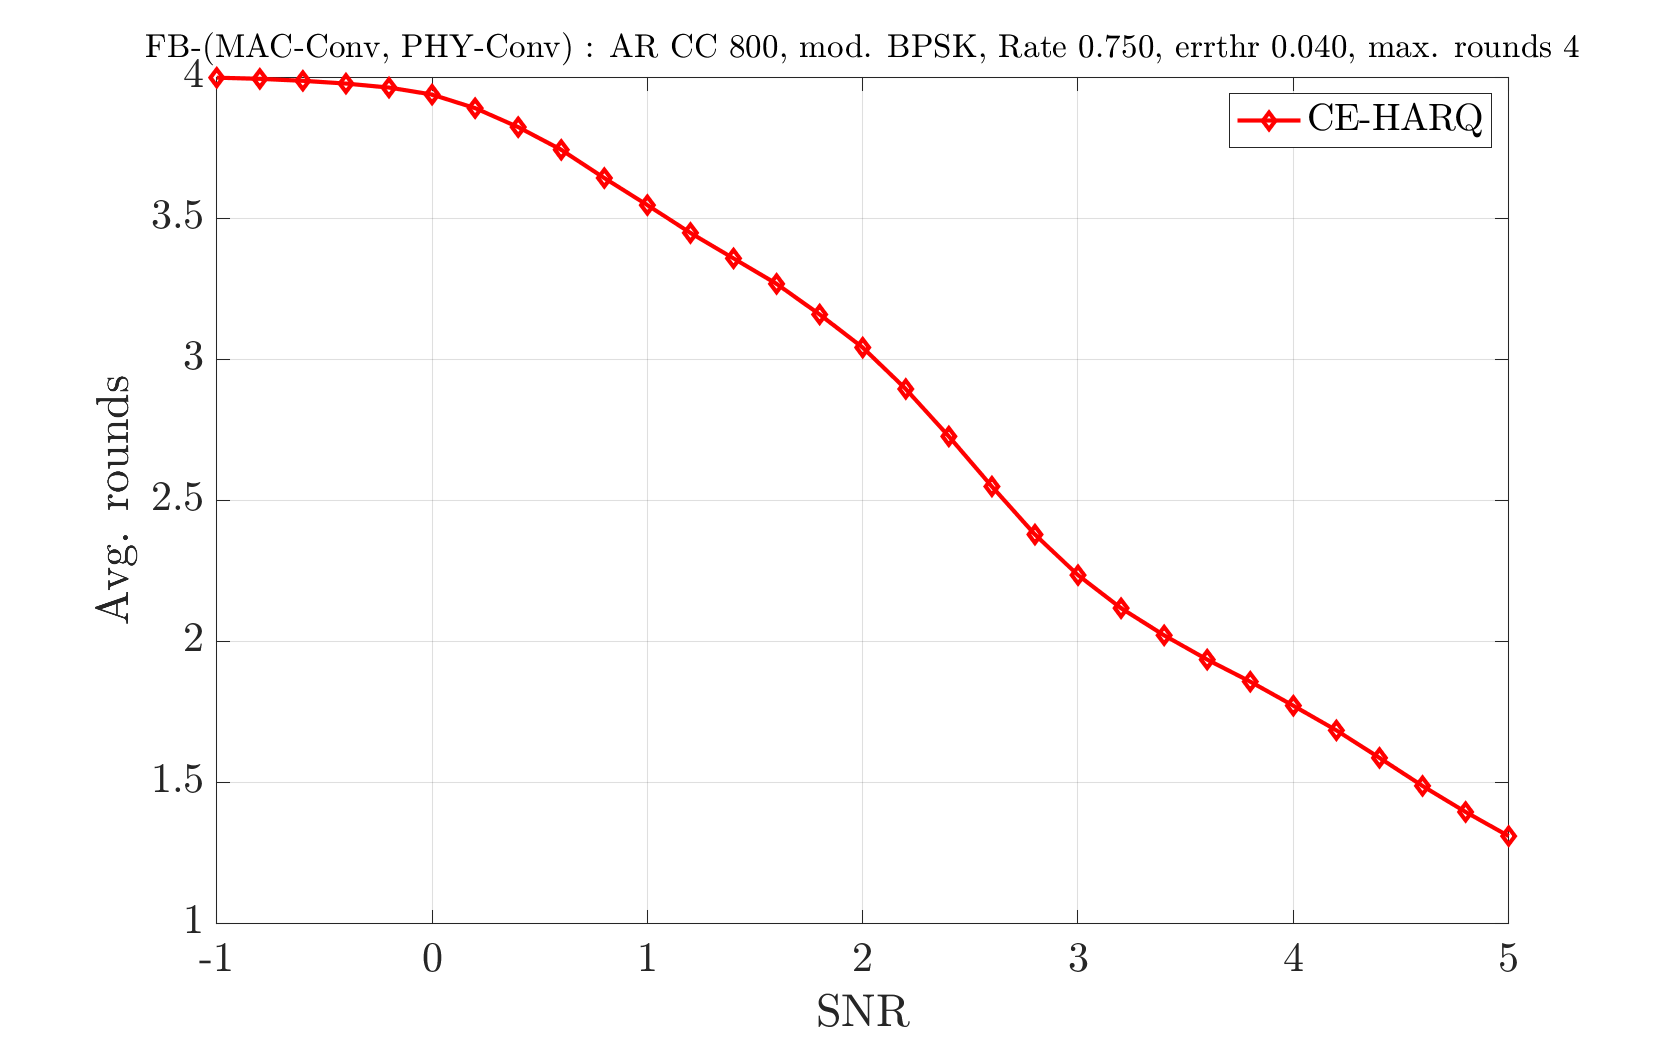 FB-(MAC-Conv, PHY-Conv) : AR CC 800, mod. BPSK, Rate 0.750, errthr 0.040, max. rounds 4
CE-HARQ
Avg. rounds
4
3.5
3
2.5
2
1.5
1
-1 0 1 2 3 4 5
SNR